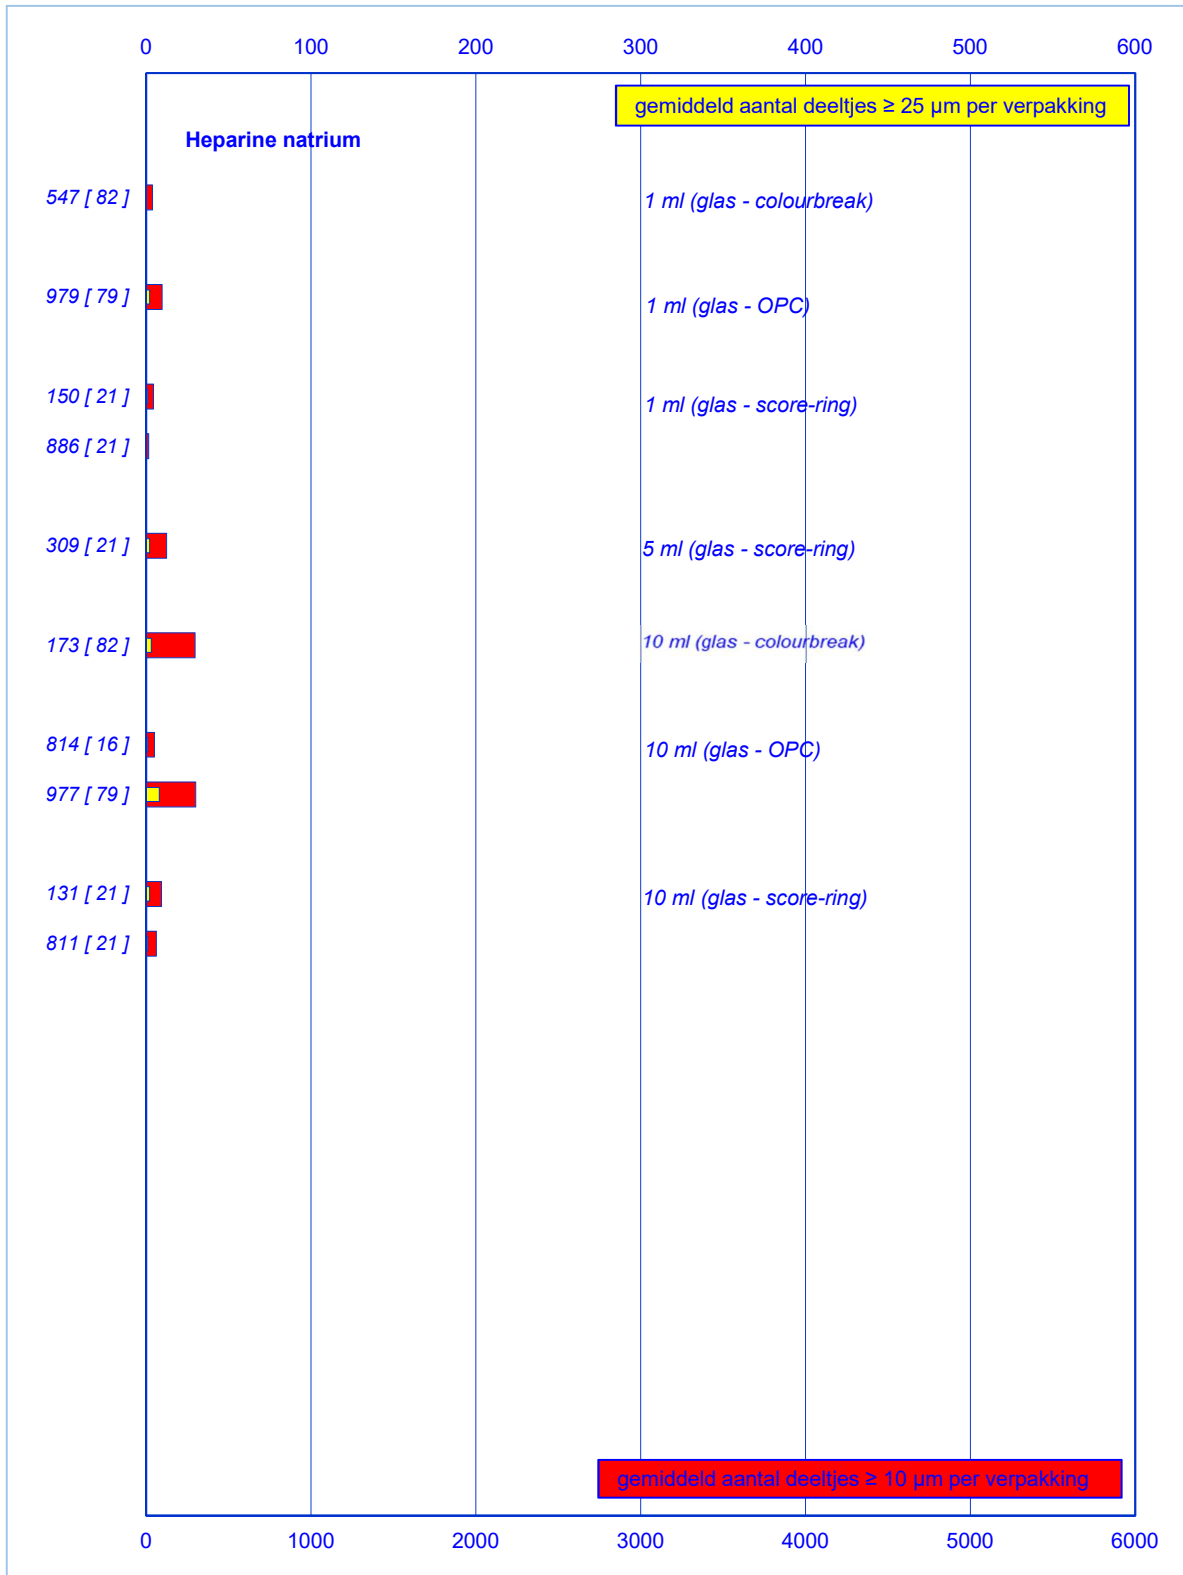 0 100 200 300 400 500 600
gemiddeld aantal deeltjes ≥ 25 µm per verpakking
Heparine natrium
547 [ 82 ] 1 ml (glas - colourbreak)
979 [ 79 ] 1 ml (glas - OPC)
150 [ 21 ] 1 ml (glas - score-ring)
886 [ 21 ]
309 [ 21 ] 5 ml (glas - score-ring)
173 [ 82 ] 10 ml (glas - colourbreak)
814 [ 16 ] 10 ml (glas - OPC)
977 [ 79 ]
131 [ 21 ] 10 ml (glas - score-ring)
811 [ 21 ]
gemiddeld aantal deeltjes ≥ 10 µm per verpakking
0 1000 2000 3000 4000 5000 6000